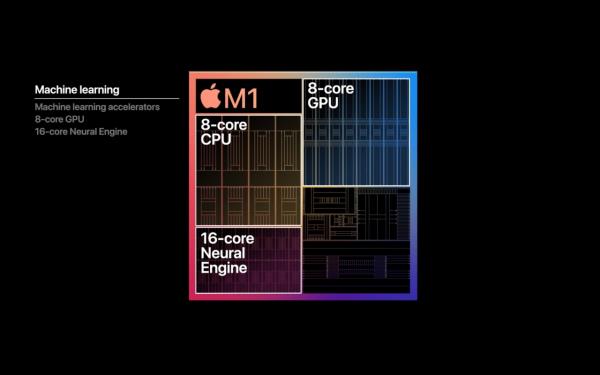 Machine learning
Machine learning accelerators
8-core GPU
16-core Neural Engine
M1
8-core
GPU
8-core
CPU
16-core
Neural
Engine